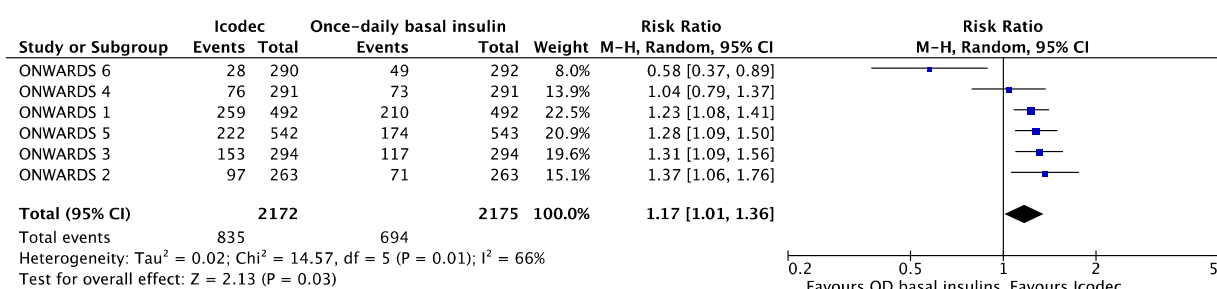 Icodec Once-daily basal insulin Risk Ratio Risk Ratio
Study or Subgroup Events Total Events Total Weight M-H, Random, 95% CI M-H, Random, 95% CI
ONWARDS 6 28 290 49 292 8.0% 0.58 [0.37, 0.89]
ONWARDS 4 76 291 73 291 13.9% 1.04 [0.79, 1.37]
ONWARDS 1 259 492 210 492 22.5% 1.23 [1.08, 1.41]
ONWARDS 5 222 542 174 543 20.9% 1.28 [1.09, 1.50]
ONWARDS 3 153 294 117 294 19.6% 1.31 [1.09, 1.56]
ONWARDS 2 97 263 71 263 15.1% 1.37 [1.06, 1.76]
Total (95% CI) 2172 2175 100.0% 1.17 [1.01, 1.36]
Total events 835 694
Heterogeneity: Tau² = 0.02; Chi² = 14.57, df = 5 (P = 0.01); I² = 66%
Test for overall effect: Z = 2.13 (P = 0.03)
0.2 0.5 1 2 5
Favours OD basal insulins Favours Icodec